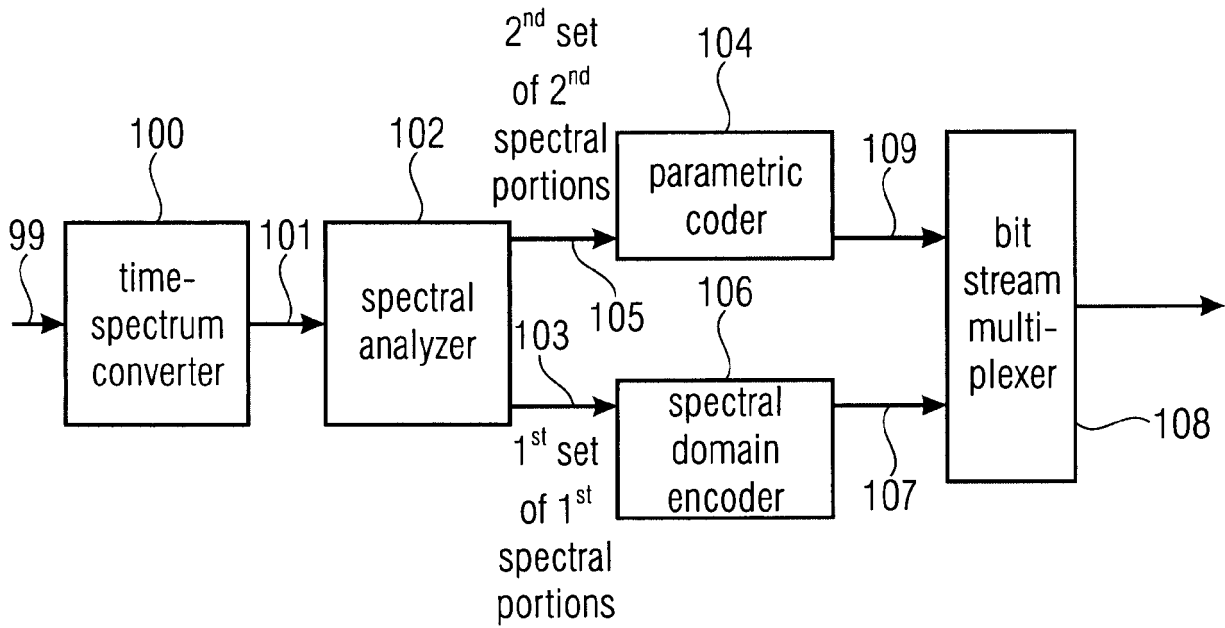 99
100
time-
spectrum
converter
101
102
spectral
analyzer
2nd set
of 2nd
spectral
portions
105
103
1st set
of 1st
spectral
portions
104
parametric
coder
106
spectral
domain
encoder
109
107
bit
stream
multi-
plexer
108